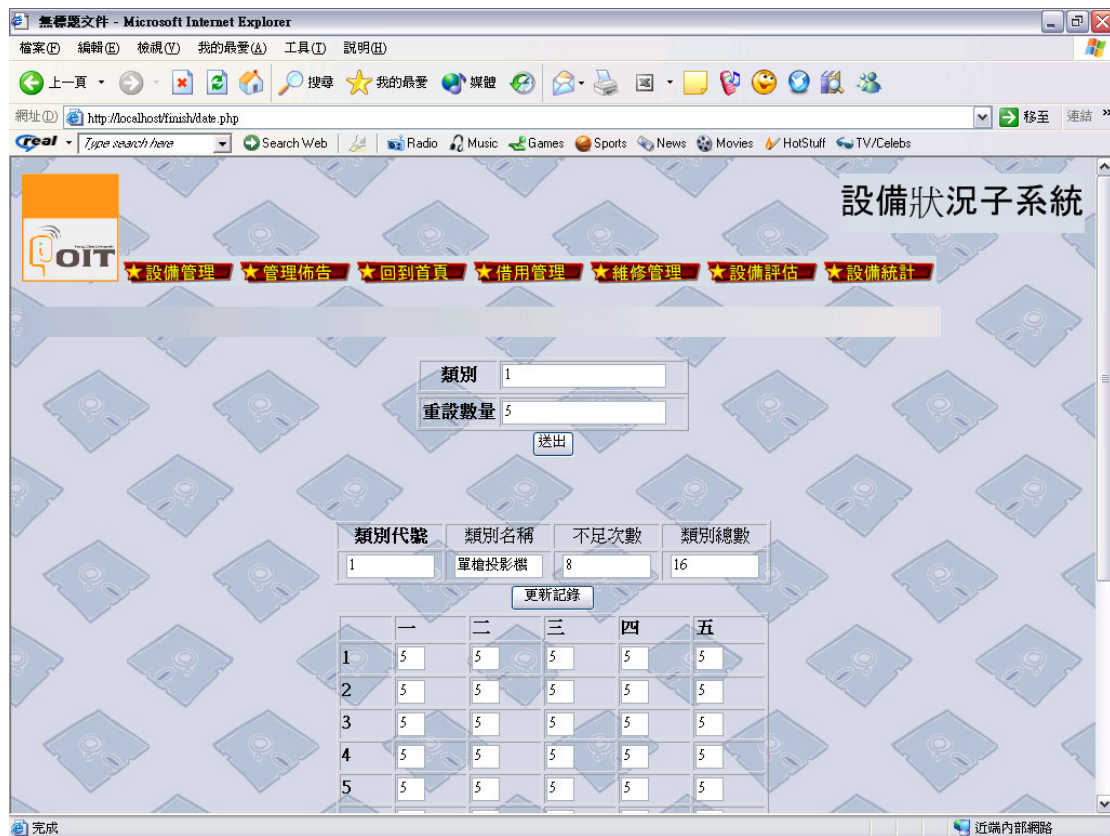 無標題文件 - Microsoft Internet Explorer
檔案(F) 編輯(E) 檢視(V) 我的最愛(A) 工具(T) 說明(H)
上一頁 搜尋 我的最愛 媒體
網址(D) http://localhost/finish/date.php 移至 連結 »
real Type search here Search Web Radio Music Games Sports News Movies HotStuff TV/Celebs
設備狀況子系統
OIT
設備管理 管理佈告 回到首頁 借用管理 維修管理 設備評估 設備統計
類別 1
重設數量 5
送出
類別代號 類別名稱 不足次數 類別總數
1 單槍投影機 8 16
更新記錄
一 二 三 四 五
1 5 5 5 5 5
2 5 5 5 5 5
3 5 5 5 5 5
4 5 5 5 5 5
5 5 5 5 5 5
完成 近端內部網路